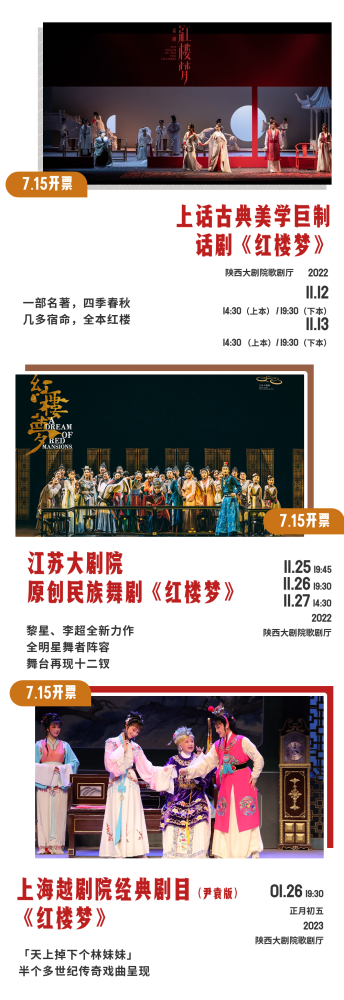 红楼梦
7.15开票
上话古典美学巨制
话剧《红楼梦》
陕西大剧院歌剧厅 2022
11.12
14:30（上本）/ 19:30（下本）
11.13
14:30（上本）/ 19:30（下本）
一部名著，四季春秋
几多宿命，全本红楼
红楼梦
A DREAM
OF
RED
MANSIONS
7.15开票
江苏大剧院
原创民族舞剧《红楼梦》
11.25 19:45
11.26 19:30
11.27 14:30
2022
陕西大剧院歌剧厅
黎星、李超全新力作
全明星舞者阵容
舞台再现十二钗
7.15开票
上海越剧院经典剧目（尹袁版）
《红楼梦》
01.26 19:30
正月初五
2023
陕西大剧院歌剧厅
「天上掉下个林妹妹」
半个多世纪传奇戏曲呈现